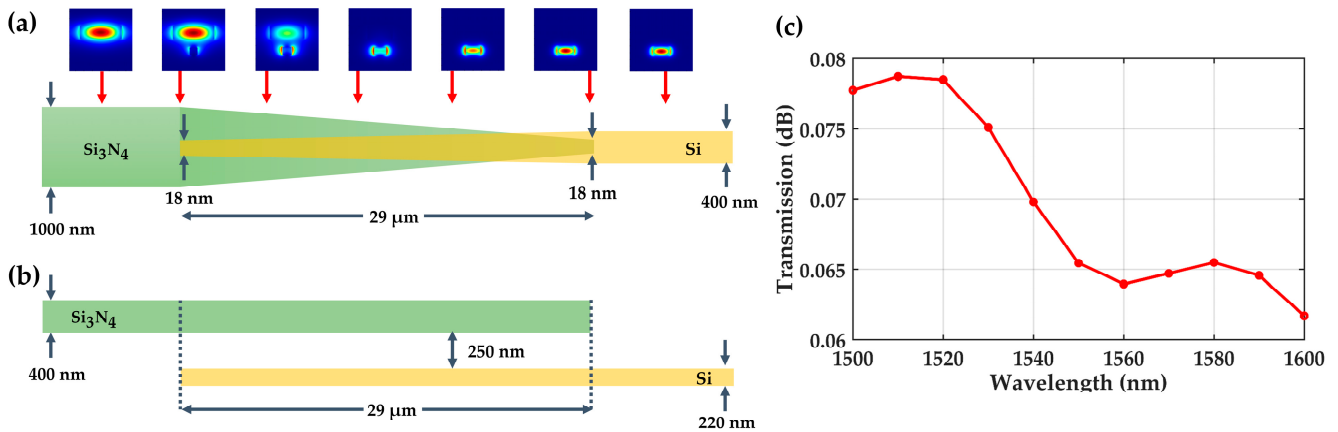 (a)
Si₃N₄
Si
18 nm
18 nm
400 nm
1000 nm
29 μm
(b)
Si₃N₄
250 nm
400 nm
Si
29 μm
220 nm
(c)
Transmission (dB)
0.08
0.075
0.07
0.065
0.06
1500
1520
1540
1560
1580
1600
Wavelength (nm)